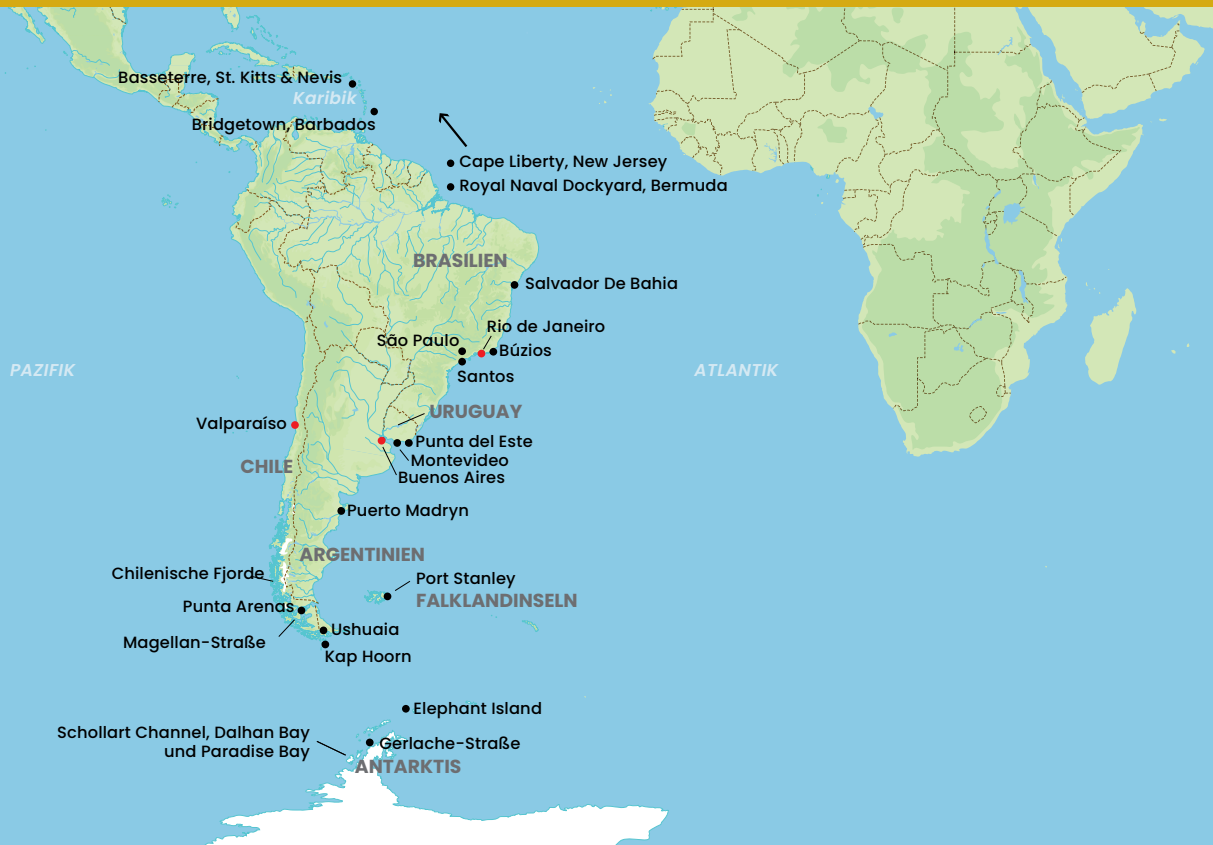 Basseterre, St. Kitts & Nevis
Karibik
Bridgetown, Barbados
Cape Liberty, New Jersey
Royal Naval Dockyard, Bermuda
BRASILIEN
Salvador De Bahia
Rio de Janeiro
São Paulo
Búzios
Santos
PAZIFIK
ATLANTIK
URUGUAY
Valparaíso
Punta del Este
Montevideo
CHILE
Buenos Aires
Puerto Madryn
ARGENTINIEN
Chilenische Fjorde
Port Stanley
FALKLANDINSELN
Punta Arenas
Ushuaia
Magellan-Straße
Kap Hoorn
Elephant Island
Schollart Channel, Dalhan Bay
und Paradise Bay
Gerlache-Straße
ANTARKTIS